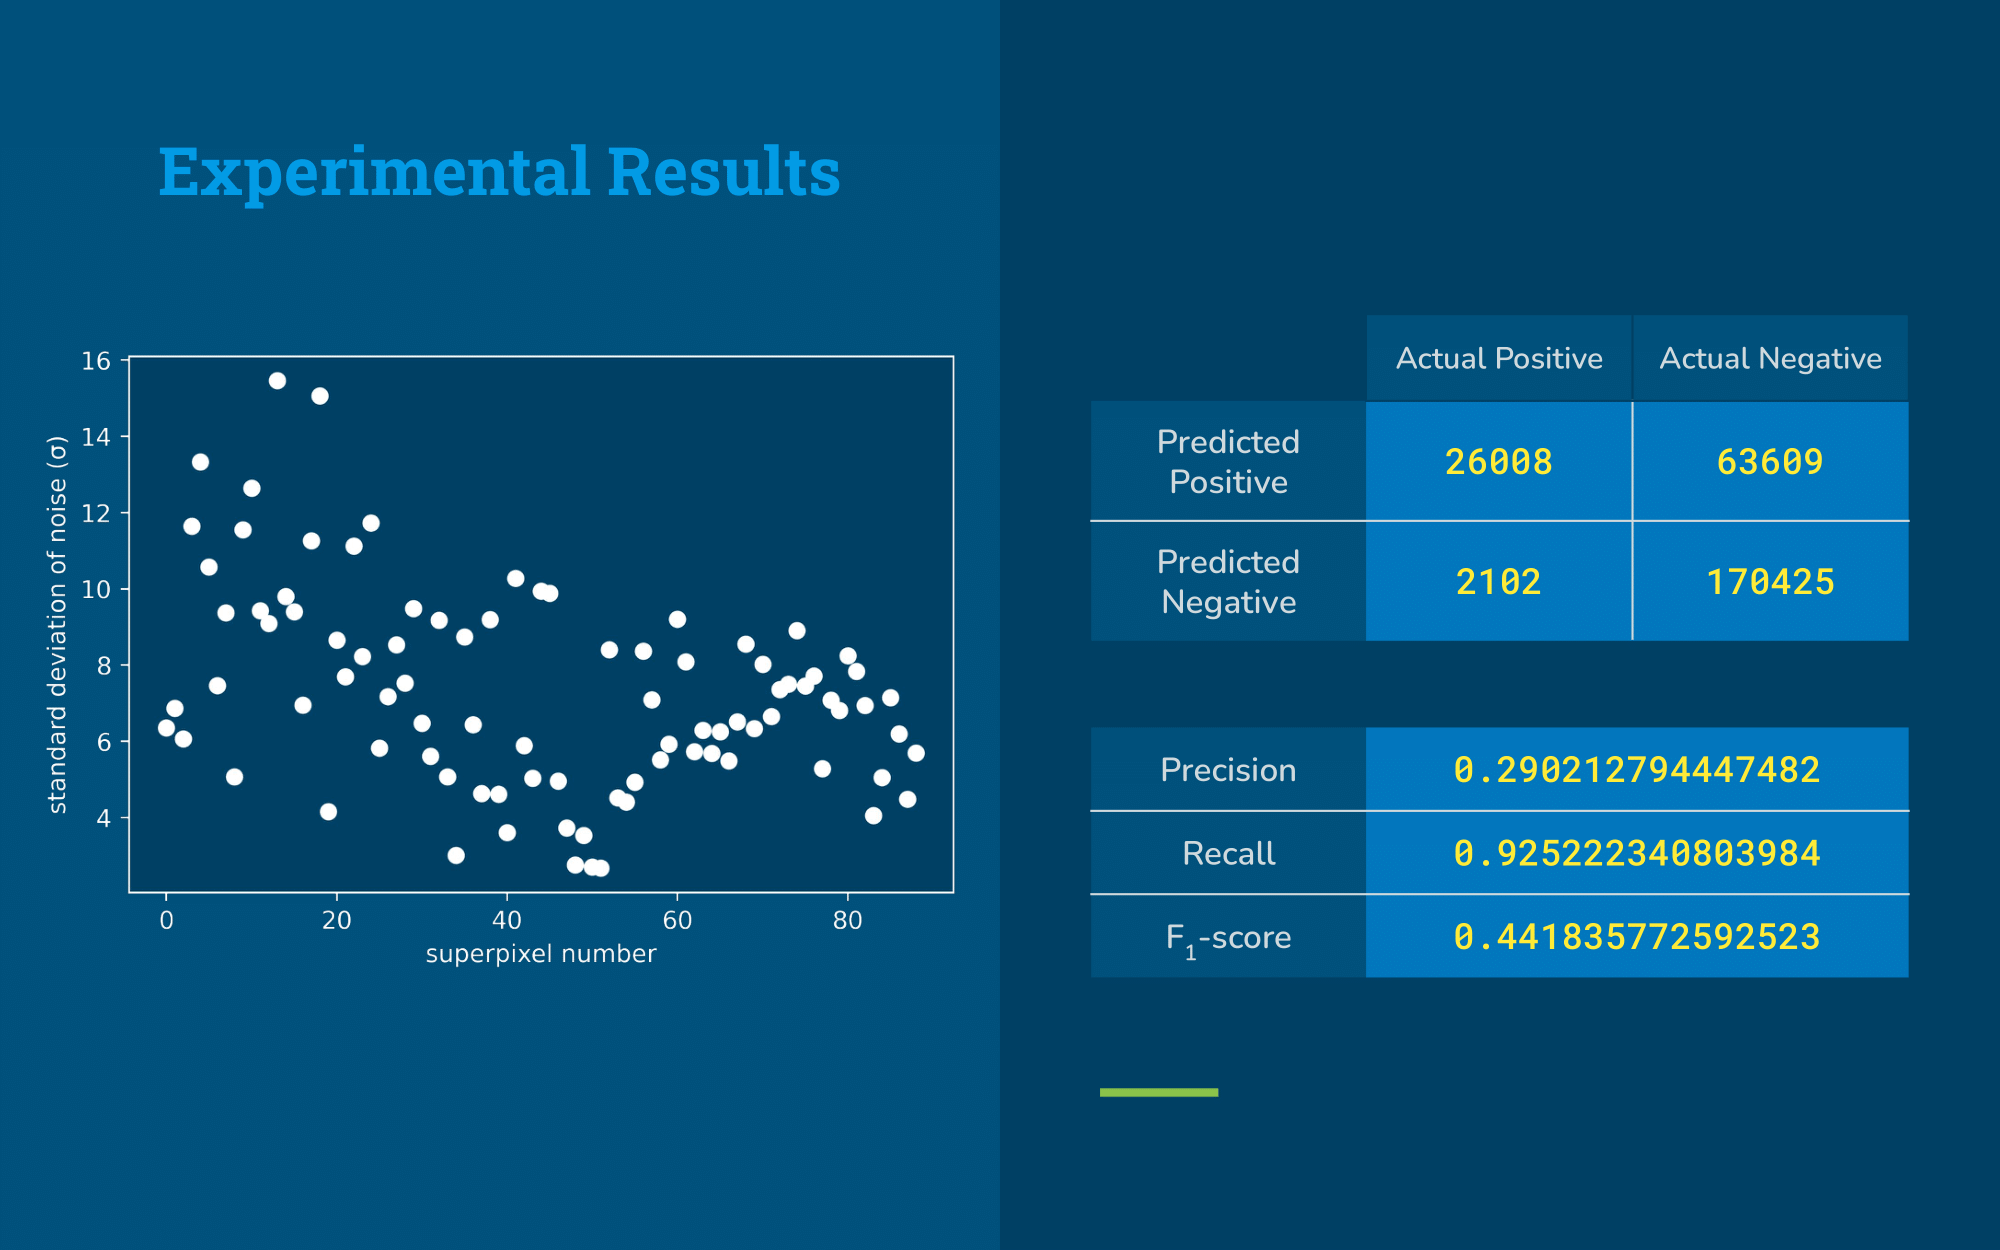 Experimental Results
16
14
12
10
8
6
4
standard deviation of noise (σ)
0 20 40 60 80
superpixel number
Actual Positive Actual Negative
Predicted
Positive
26008 63609
Predicted
Negative
2102 170425
Precision 0.290212794447482
Recall 0.925222340803984
F1-score 0.441835772592523